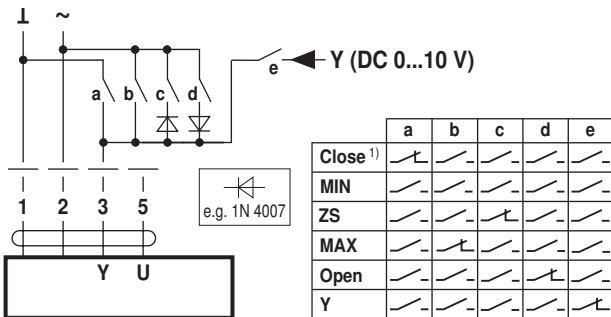 ⊥ ~
a b c d e
Y (DC 0...10 V)
1 2 3 5
e.g. 1N 4007
Y U
a b c d e
Close 1)
MIN
ZS
MAX
Open
Y